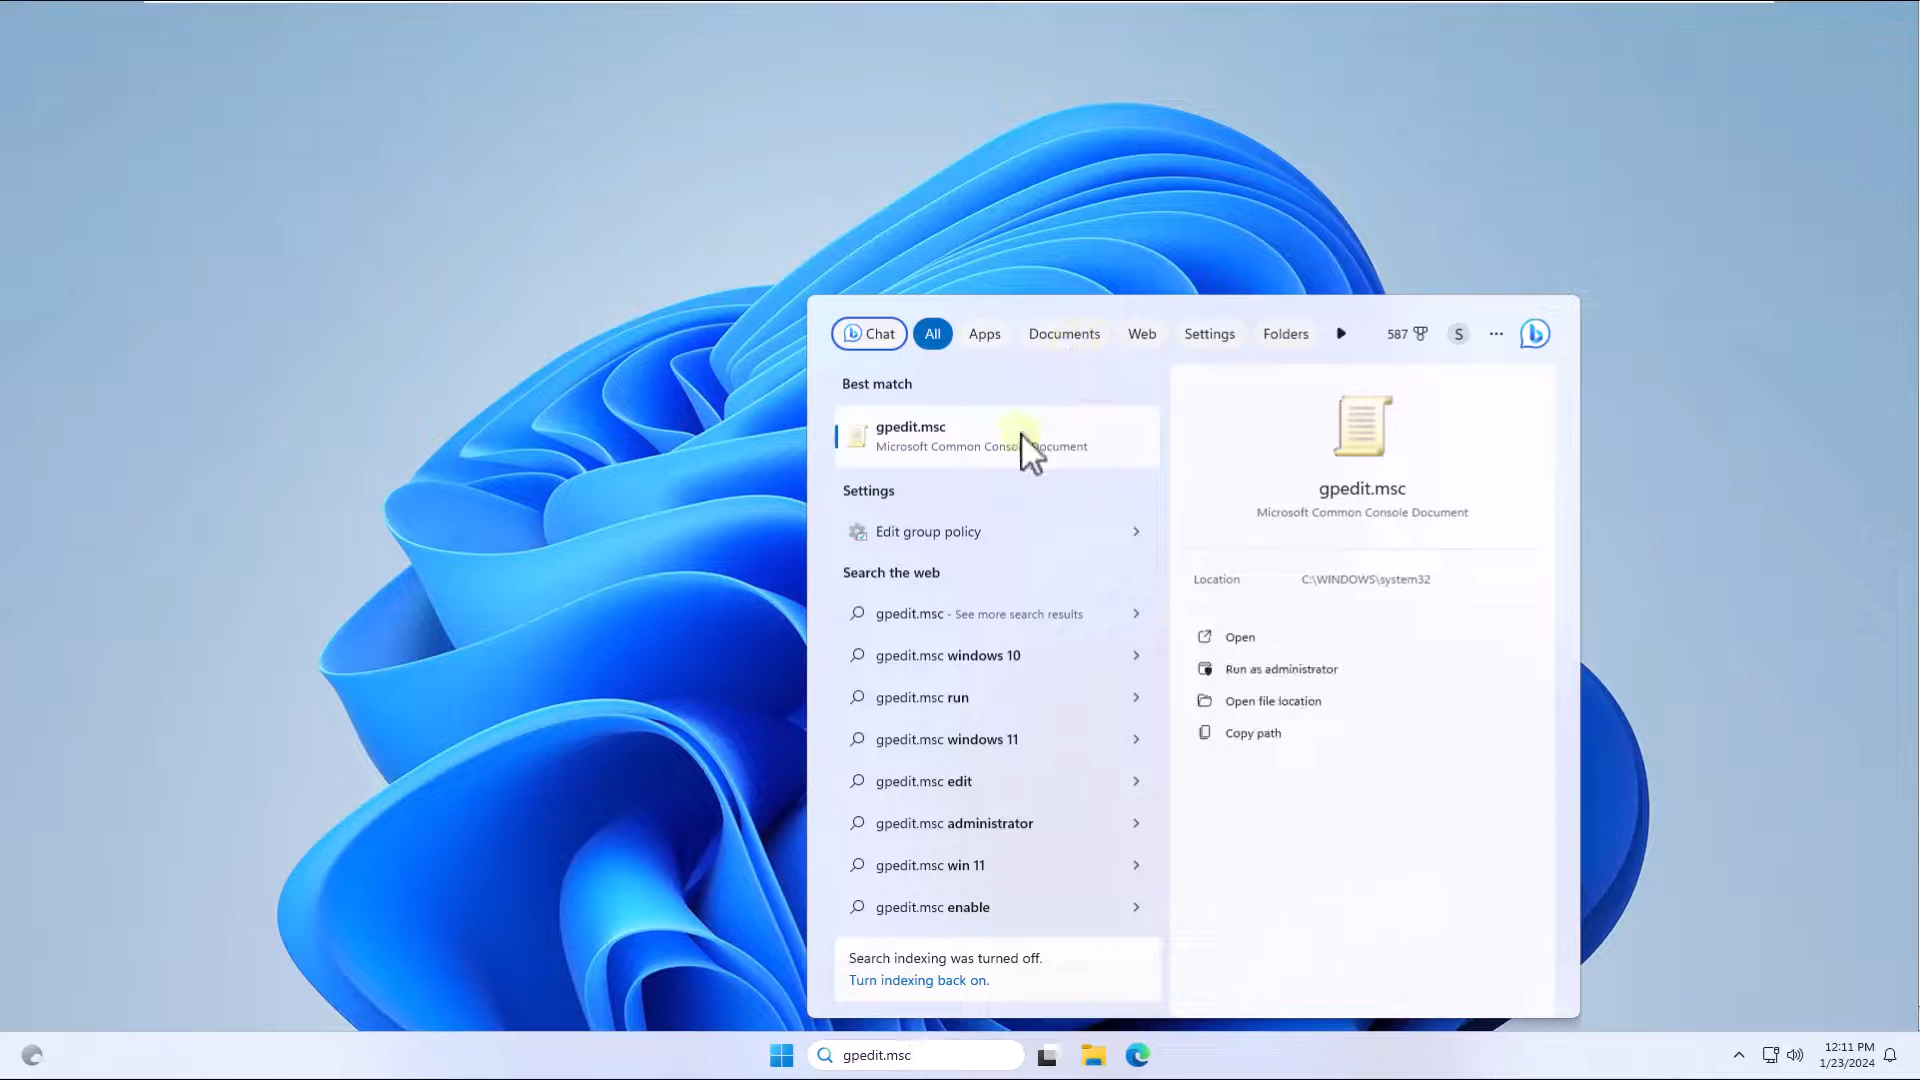 Chat
All
Apps
Documents
Web
Settings
Folders
587
S
Best match
gpedit.msc
Microsoft Common Console Document
Settings
Edit group policy
Search the web
gpedit.msc - See more search results
gpedit.msc windows 10
gpedit.msc run
gpedit.msc windows 11
gpedit.msc edit
gpedit.msc administrator
gpedit.msc win 11
gpedit.msc enable
Search indexing was turned off.
Turn indexing back on.
gpedit.msc
Microsoft Common Console Document
Location C:\WINDOWS\system32
Open
Run as administrator
Open file location
Copy path
gpedit.msc
12:11 PM
1/23/2024